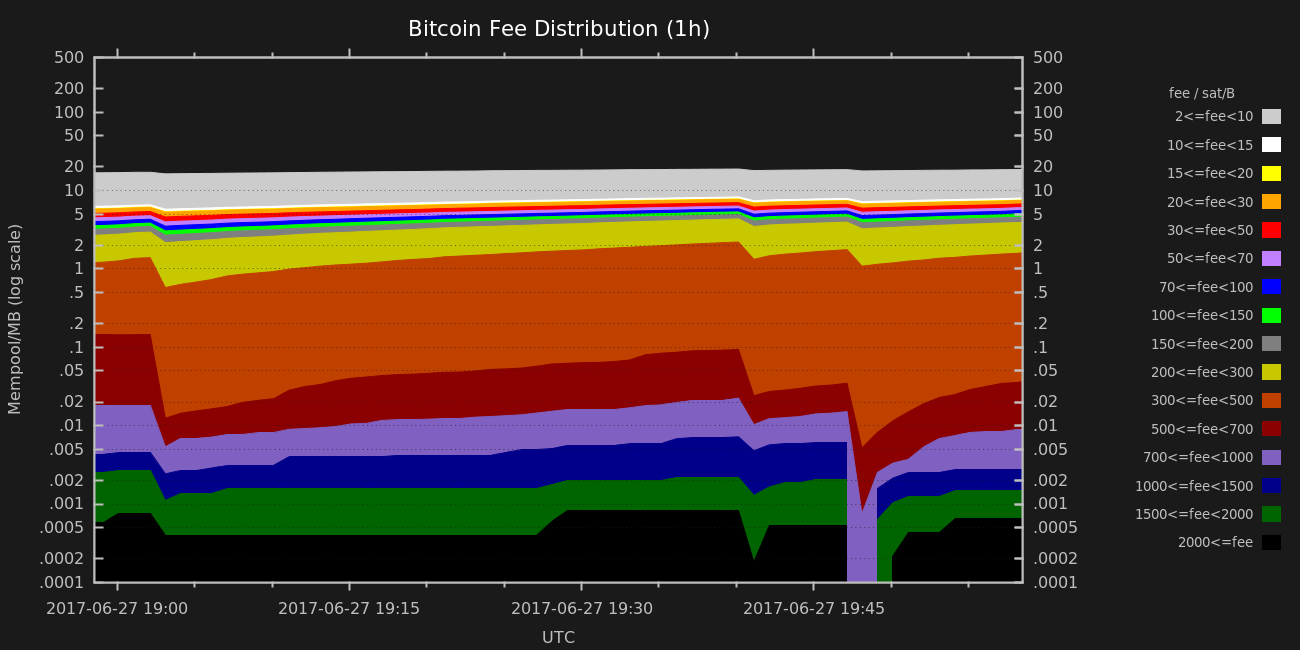 Bitcoin Fee Distribution (1h)
500
200
100
50
20
10
5
2
1
.5
.2
.1
.05
.02
.01
.005
.002
.001
.0005
.0002
.0001
Mempool/MB (log scale)
500
200
100
50
20
10
5
2
1
.5
.2
.1
.05
.02
.01
.005
.002
.001
.0005
.0002
.0001
2017-06-27 19:00
2017-06-27 19:15
2017-06-27 19:30
2017-06-27 19:45
UTC
fee / sat/B
2<=fee<10
10<=fee<15
15<=fee<20
20<=fee<30
30<=fee<50
50<=fee<70
70<=fee<100
100<=fee<150
150<=fee<200
200<=fee<300
300<=fee<500
500<=fee<700
700<=fee<1000
1000<=fee<1500
1500<=fee<2000
2000<=fee